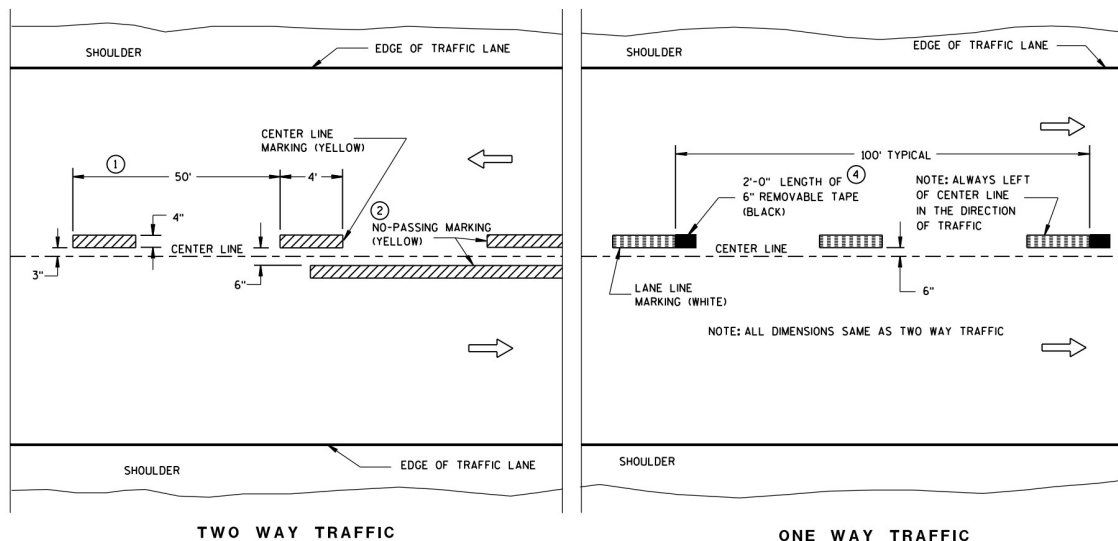 SHOULDER
EDGE OF TRAFFIC LANE
CENTER LINE
MARKING (YELLOW)
1
50'
4'
2
NO-PASSING MARKING
(YELLOW)
4"
CENTER LINE
3"
6"
SHOULDER
EDGE OF TRAFFIC LANE
TWO WAY TRAFFIC
SHOULDER
EDGE OF TRAFFIC LANE
100' TYPICAL
2'-0" LENGTH OF 4
6" REMOVABLE TAPE
(BLACK)
NOTE: ALWAYS LEFT
OF CENTER LINE
IN THE DIRECTION
OF TRAFFIC
CENTER LINE
LANE LINE
MARKING (WHITE)
6"
NOTE: ALL DIMENSIONS SAME AS TWO WAY TRAFFIC
SHOULDER
ONE WAY TRAFFIC